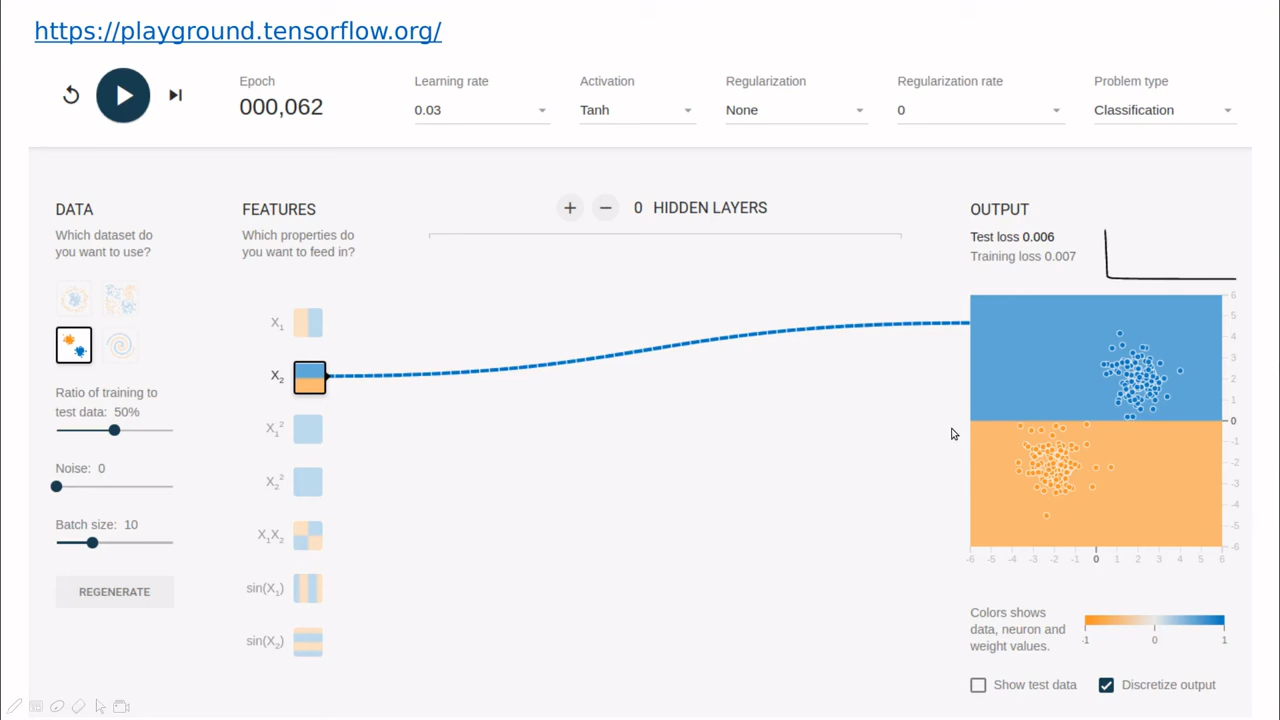 https://playground.tensorflow.org/
Epoch
000,062
Learning rate
0.03
Activation
Tanh
Regularization
None
Regularization rate
0
Problem type
Classification
DATA
Which dataset do
you want to use?
Ratio of training to
test data: 50%
Noise: 0
Batch size: 10
REGENERATE
FEATURES
Which properties do
you want to feed in?
X₁
X₂
X₁²
X₂²
X₁X₂
sin(X₁)
sin(X₂)
+ − 0 HIDDEN LAYERS
OUTPUT
Test loss 0.006
Training loss 0.007
6
5
4
3
2
1
0
-1
-2
-3
-4
-5
-6
-6 -5 -4 -3 -2 -1 0 1 2 3 4 5 6
Colors shows
data, neuron and
weight values.
-1 0 1
Show test data
Discretize output